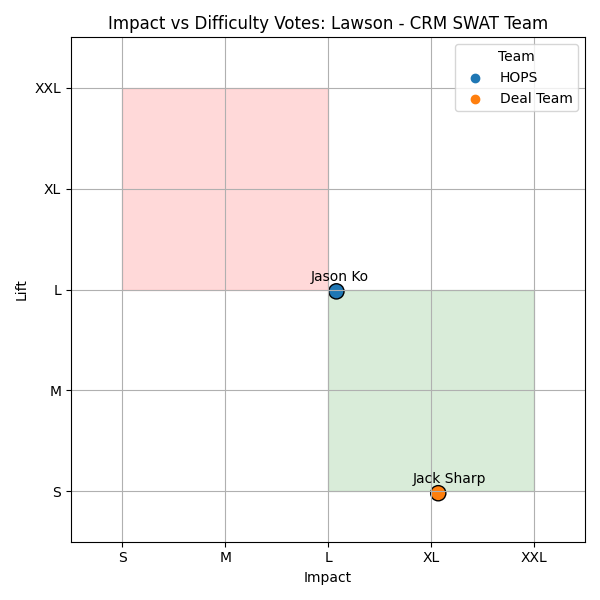 Impact vs Difficulty Votes: Lawson - CRM SWAT Team
Team
HOPS
Deal Team
XXL
XL
L
M
S
Lift
Jason Ko
Jack Sharp
S M L XL XXL
Impact